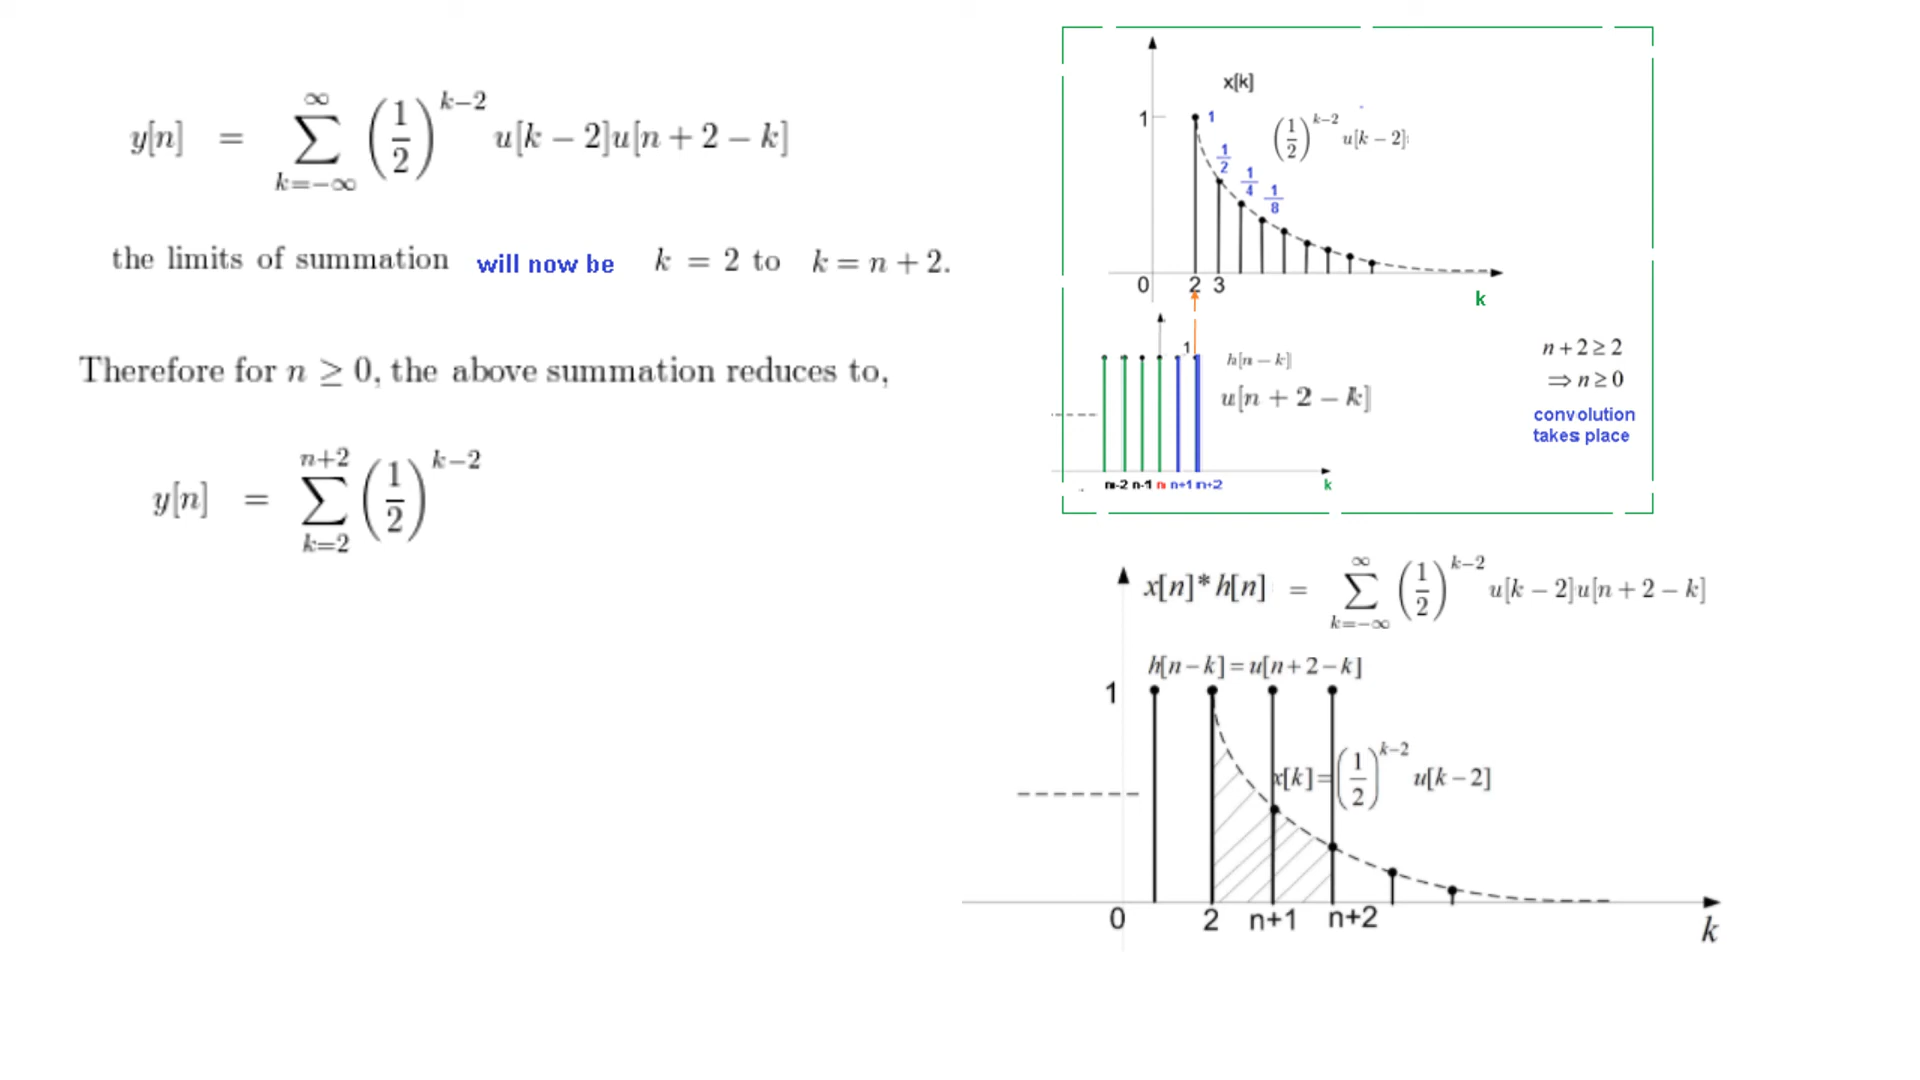 y[n] = ∑_{k=−∞}^{∞} (1/2)^{k−2} u[k − 2]u[n + 2 − k]
the limits of summation will now be k = 2 to k = n + 2.
Therefore for n ≥ 0, the above summation reduces to,
y[n] = ∑_{k=2}^{n+2} (1/2)^{k−2}
x[k]
1
1
(1/2)^{k−2} u[k − 2]
1/2
1/4
1/8
0 2 3
k
1
h[n − k]
u[n + 2 − k]
n-2 n-1 n n+1 n+2
k
n + 2 ≥ 2
⇒ n ≥ 0
convolution
takes place
x[n] * h[n] = ∑_{k=−∞}^{∞} (1/2)^{k−2} u[k − 2]u[n + 2 − k]
h[n − k] = u[n + 2 − k]
1
x[k] = (1/2)^{k−2} u[k − 2]
0 2 n+1 n+2
k